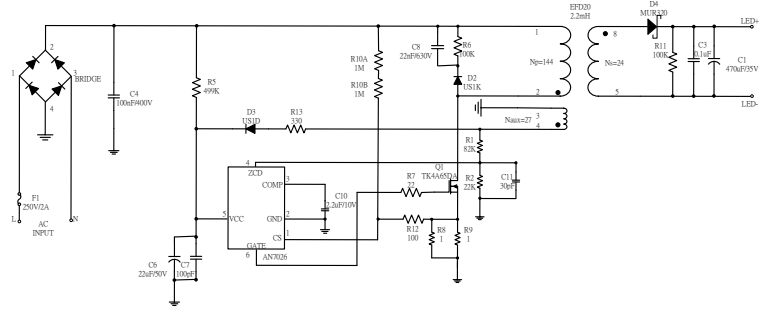 EFD20
2.2mH
D4
MUR320
LED+
1
8
2
1
3
BRIDGE
4
C4
100nF/400V
R5
499K
R10A
1M
R10B
1M
C8
22nF/630V
R6
100K
D2
US1K
Np=144
Ns=24
R11
100K
C3
0.1uF
C1
470uF/35V
2
5
LED-
D3
US1D
R13
330
Naux=27
3
4
R1
82K
F1
250V/2A
L
N
AC
INPUT
4
ZCD
COMP
3
5
VCC
GND
2
CS
1
GATE
6
AN7026
C10
2.2uF/10V
R7
22
Q1
TK4A65DA
R2
22K
C11
30pF
R12
100
R8
1
R9
1
C6
22uF/50V
C7
100pF